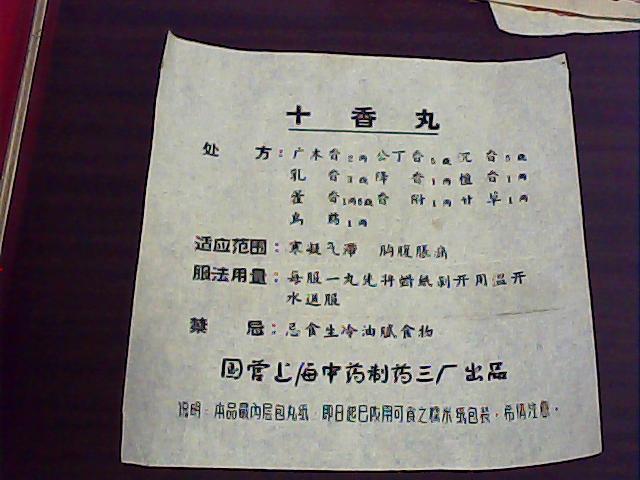 十香丸
处方：广木香2两 公丁香5钱 沉香5钱
乳香3钱 降香1两 檀香1两
藿香1两5钱 香附1两 甘草1两
乌药1两
适应范围：寒凝气滞 胸腹胀痛
服法用量：每服一丸先将蜡紙剥开用温开
水送服
禁忌：忌食生冷油腻食物
国营上海中药制药三厂出品
说明：本品最内层包丸纸，即日起已改用可食之糯米纸包装，希请注意。